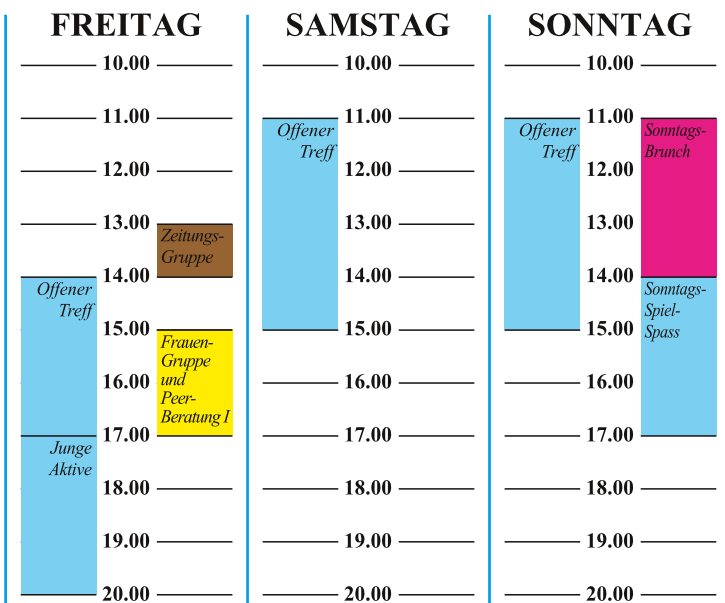 FREITAG
10.00
11.00
12.00
13.00
Zeitungs-
Gruppe
14.00
Offener
Treff
15.00
Frauen-
Gruppe
und
Peer-
Beratung I
16.00
17.00
Junge
Aktive
18.00
19.00
20.00
SAMSTAG
10.00
11.00
Offener
Treff
12.00
13.00
14.00
15.00
16.00
17.00
18.00
19.00
20.00
SONNTAG
10.00
11.00
Offener
Treff
Sonntags-
Brunch
12.00
13.00
14.00
Sonntags-
Spiel-
Spass
15.00
16.00
17.00
18.00
19.00
20.00